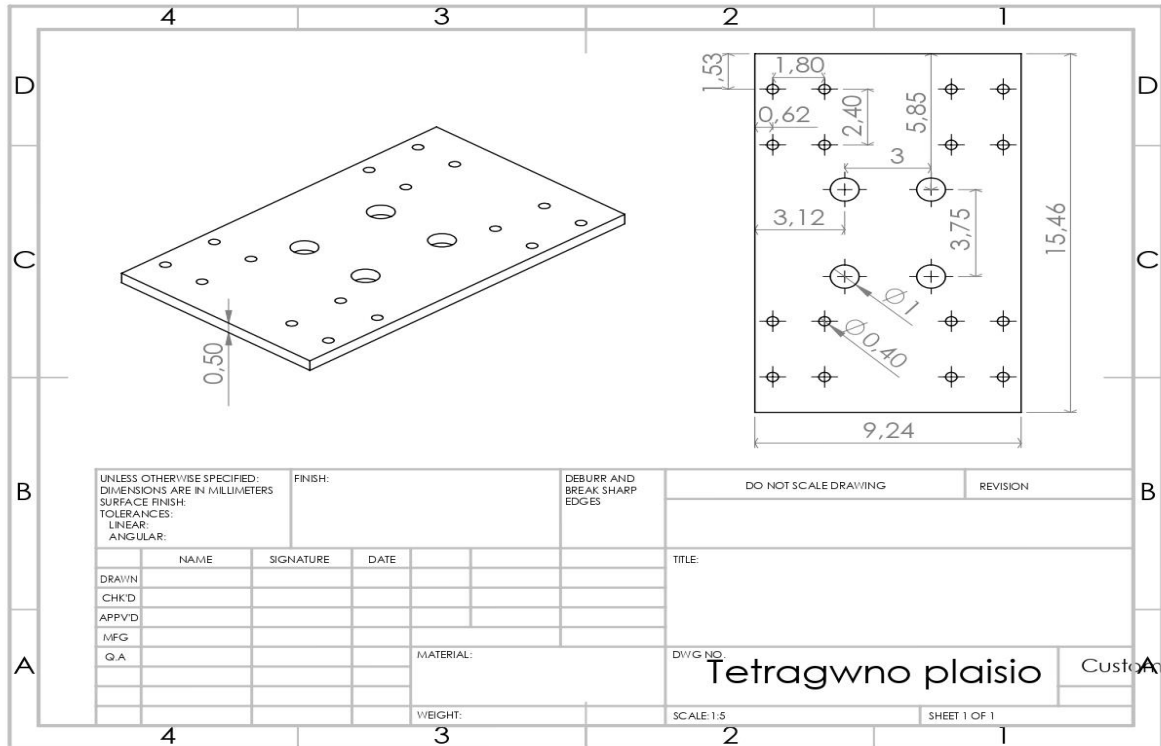 4 3 2 1
D D
1,53
1,80
0,62
2,40
5,85
3
3,12
3,75
15,46
Ø1
Ø0,40
9,24
0,50
C C
B B
UNLESS OTHERWISE SPECIFIED:
DIMENSIONS ARE IN MILLIMETERS
SURFACE FINISH:
TOLERANCES:
LINEAR:
ANGULAR:
FINISH:
DEBURR AND
BREAK SHARP
EDGES
DO NOT SCALE DRAWING
REVISION
NAME SIGNATURE DATE
TITLE:
DRAWN
CHK'D
APPV'D
MFG
Q.A
MATERIAL:
DWG NO.
Tetragwno plaisio
Custom
A A
WEIGHT:
SCALE:1:5
SHEET 1 OF 1
4 3 2 1